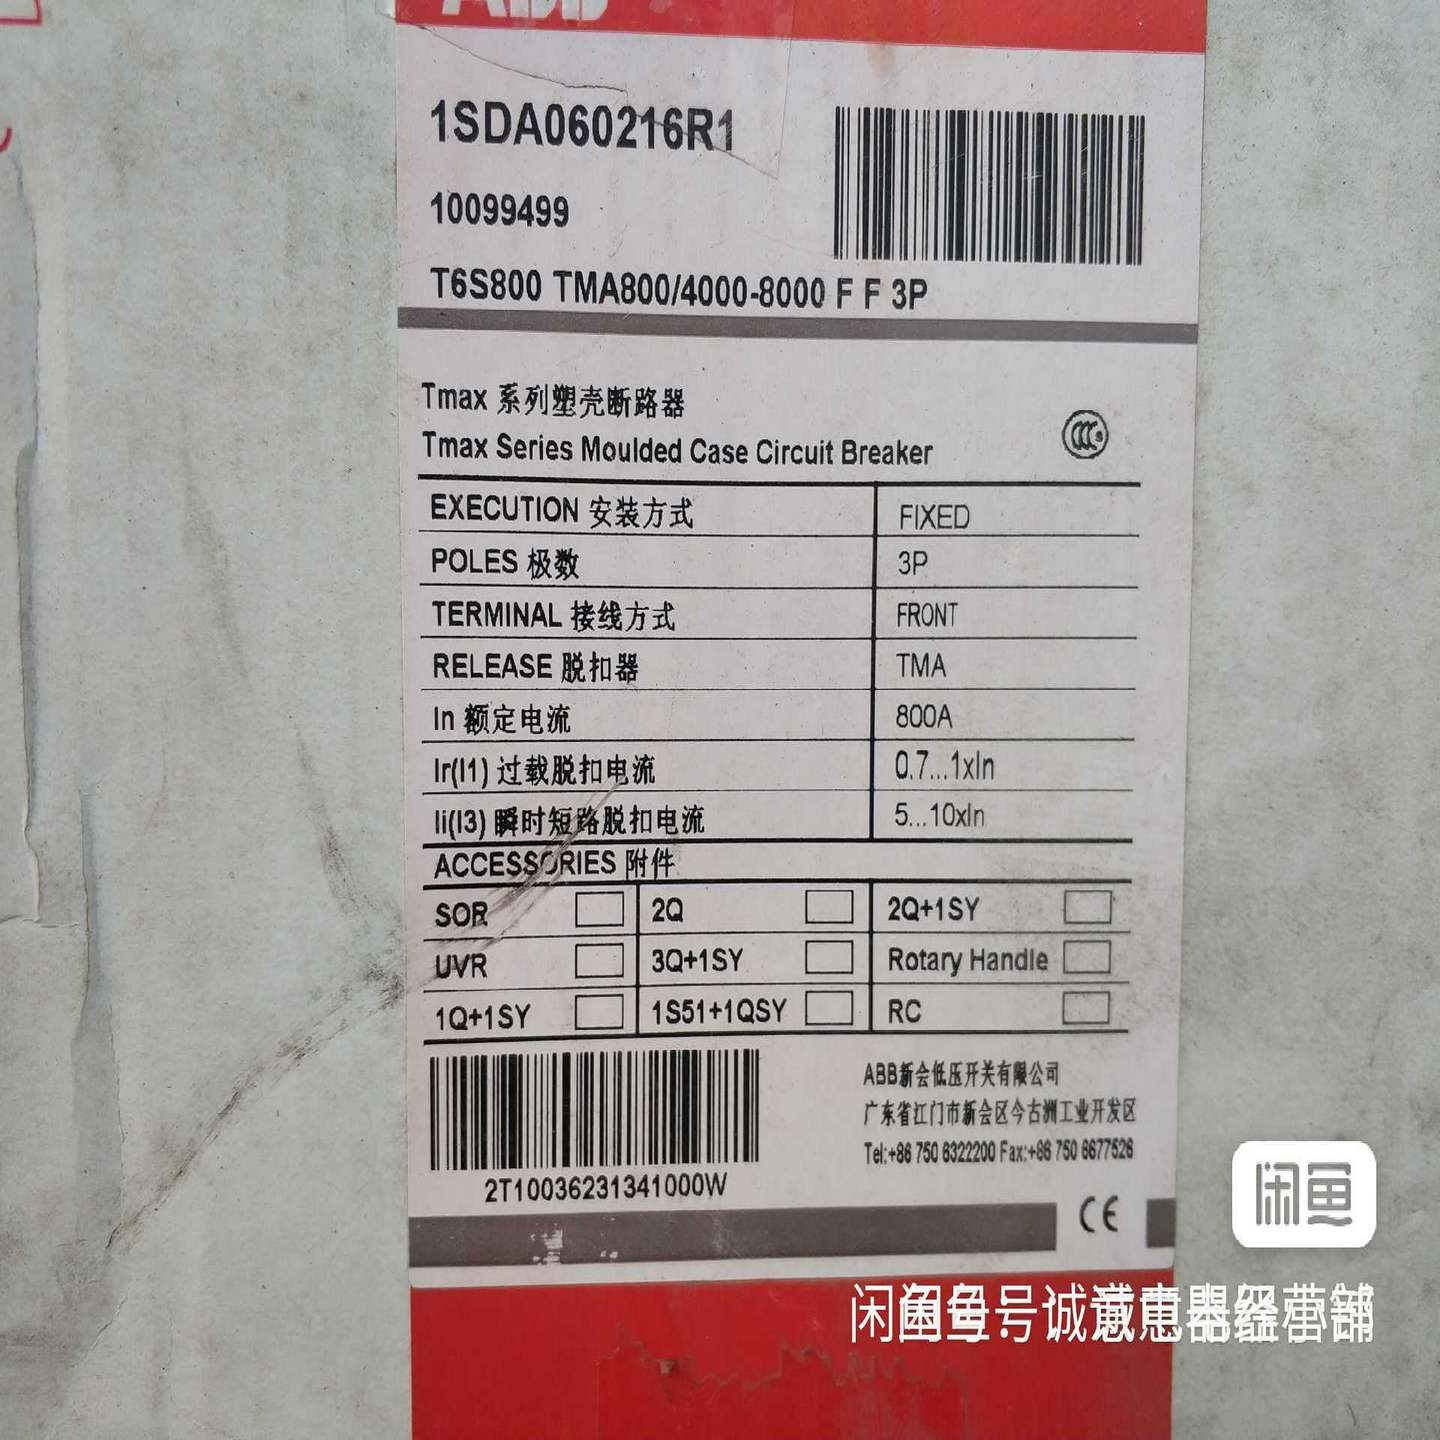 ABB
1SDA060216R1
10099499
T6S800 TMA800/4000-8000 F F 3P
Tmax 系列塑壳断路器
Tmax Series Moulded Case Circuit Breaker
EXECUTION 安装方式 FIXED
POLES 极数 3P
TERMINAL 接线方式 FRONT
RELEASE 脱扣器 TMA
In 额定电流 800A
Ir(I1) 过载脱扣电流 0.7...1xIn
Ii(I3) 瞬时短路脱扣电流 5...10xIn
ACCESSORIES 附件
SOR 2Q 2Q+1SY
UVR 3Q+1SY Rotary Handle
1Q+1SY 1S51+1QSY RC
ABB新会低压开关有限公司
广东省江门市新会区今古洲工业开发区
Tel:+86 750 6322200 Fax:+86 750 6677526
2T10036231341000W
CE
闲鱼